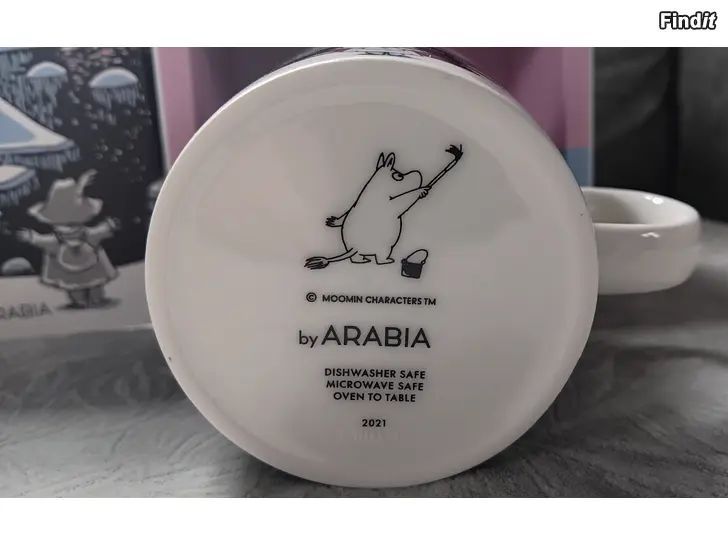 Findit
© MOOMIN CHARACTERS TM
by ARABIA
DISHWASHER SAFE
MICROWAVE SAFE
OVEN TO TABLE
2021
ARABIA